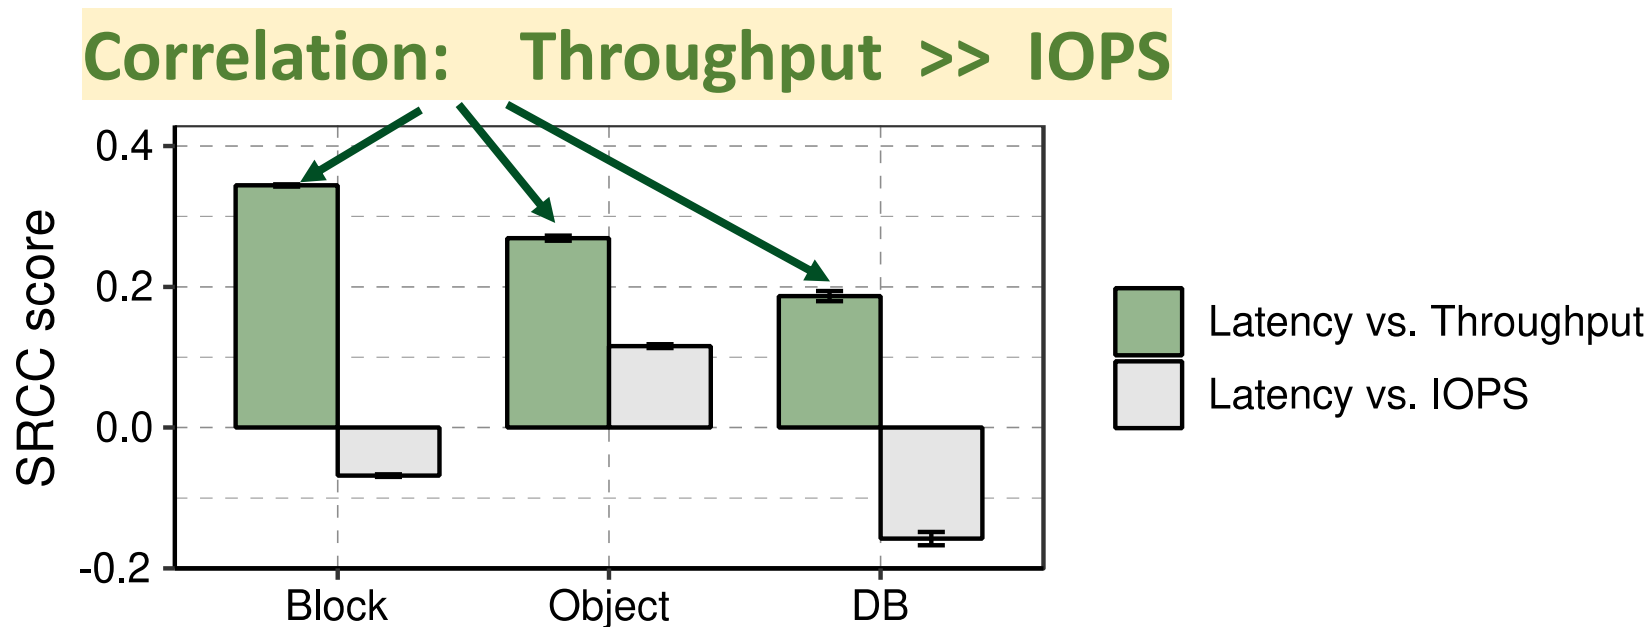 Correlation: Throughput >> IOPS
0.4
0.2
0.0
-0.2
SRCC score
Block
Object
DB
Latency vs. Throughput
Latency vs. IOPS